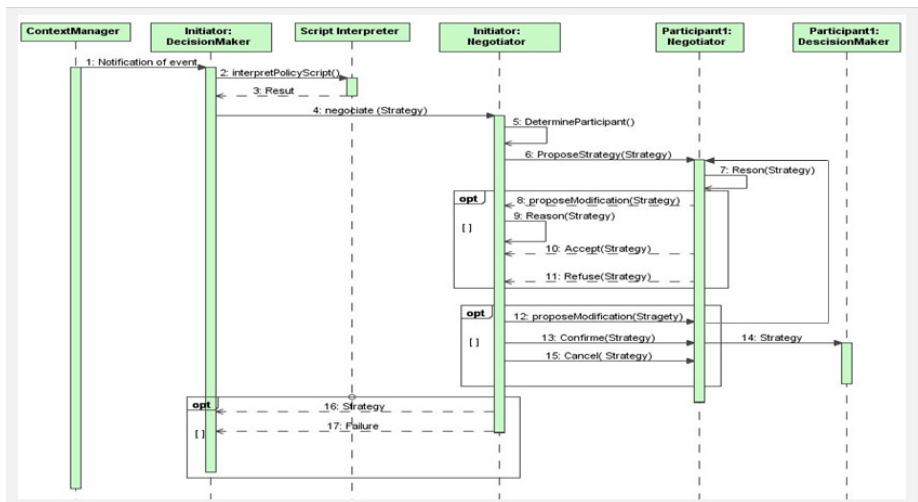 ContextManager
Initiator:
DecisionMaker
Script Interpreter
Initiator:
Negotiator
Participant1:
Negotiator
Participant1:
DescisionMaker
1: Notification of event
2: interpretPolicyScript()
3: Resut
4: negociate (Strategy)
5: DetermineParticipant()
6: ProposeStrategy(Strategy)
7: Reson(Strategy)
opt
8: proposeModification(Strategy)
9: Reason(Strategy)
[ ]
10: Accept(Strategy)
11: Refuse(Strategy)
opt
12: proposeModification(Stragety)
[ ]
13: Confirme(Strategy)
14: Strategy
15: Cancel( Strategy)
opt
16: Strategy
17: Failure
[ ]